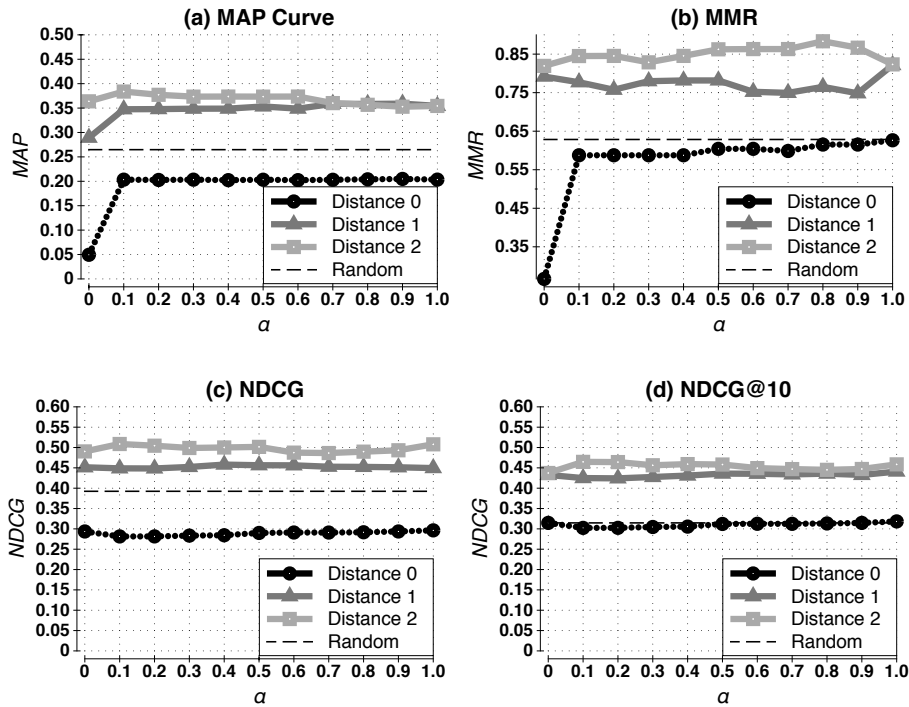 (a) MAP Curve
0.50
0.45
0.40
0.35
0.30
0.25
0.20
0.15
0.10
0.05
0
MAP
0 0.1 0.2 0.3 0.4 0.5 0.6 0.7 0.8 0.9 1.0
α
Distance 0
Distance 1
Distance 2
Random
(b) MMR
0.85
0.75
0.65
0.55
0.45
0.35
MMR
0 0.1 0.2 0.3 0.4 0.5 0.6 0.7 0.8 0.9 1.0
α
Distance 0
Distance 1
Distance 2
Random
(c) NDCG
0.60
0.55
0.50
0.45
0.40
0.35
0.30
0.25
0.20
0.15
0.10
0.05
0
NDCG
0 0.1 0.2 0.3 0.4 0.5 0.6 0.7 0.8 0.9 1.0
α
Distance 0
Distance 1
Distance 2
Random
(d) NDCG@10
0.60
0.55
0.50
0.45
0.40
0.35
0.30
0.25
0.20
0.15
0.10
0.05
0
NDCG
0 0.1 0.2 0.3 0.4 0.5 0.6 0.7 0.8 0.9 1.0
α
Distance 0
Distance 1
Distance 2
Random